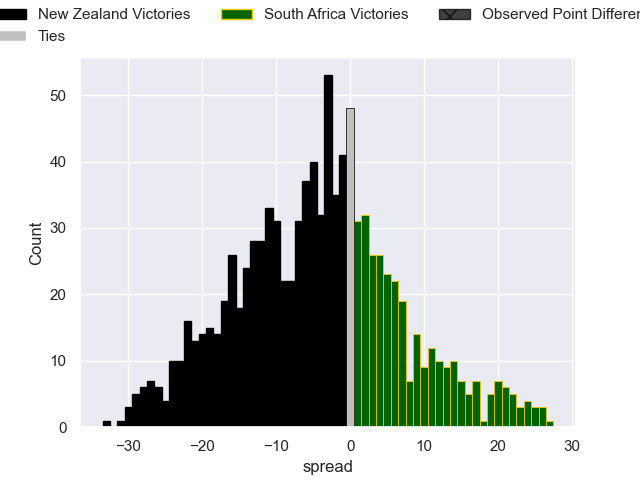 New Zealand Victories South Africa Victories Observed Point
Ties
50
40
30
20
10
0
Count
−30 −20 −10 0 10 20 30
spread